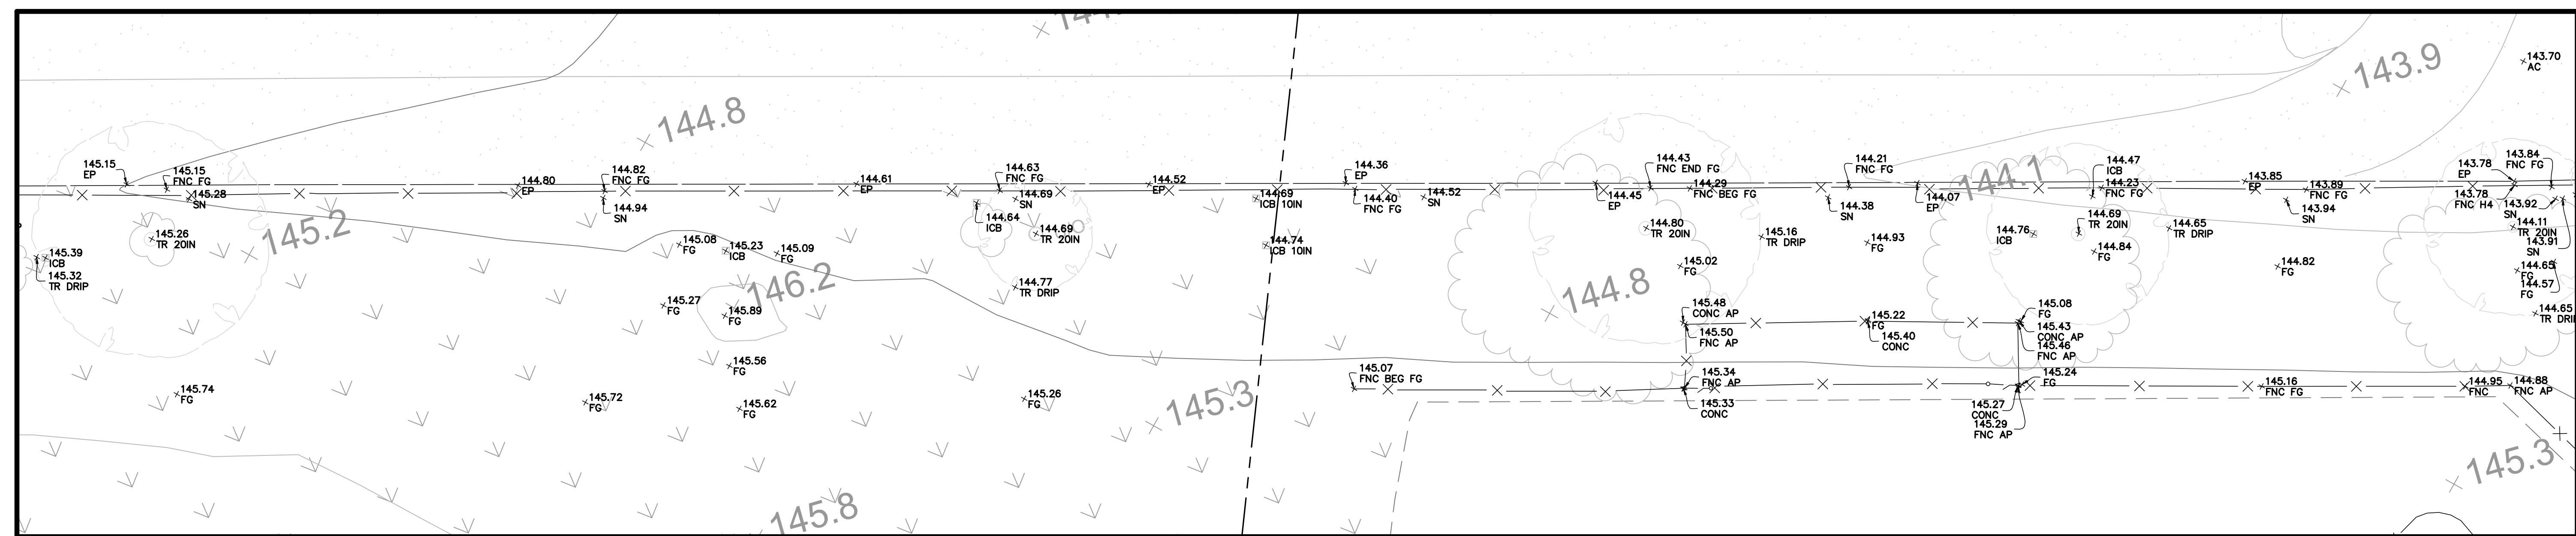 144.8
143.9
143.70
AC
145.15
EP
145.15
FNC FG
145.28
SN
144.80
EP
144.82
FNC FG
144.94
SN
144.61
EP
144.63
FNC FG
144.69
SN
144.52
EP
144.69
ICB 10IN
144.36
EP
144.40
FNC FG
144.52
SN
144.45
EP
144.43
FNC END FG
144.29
FNC BEG FG
144.21
FNC FG
144.38
SN
144.07
EP
144.1
144.47
ICB
144.23
FNC FG
143.85
EP
143.89
FNC FG
143.94
SN
143.78
EP
143.84
FNC FG
143.78
FNC H4
143.92
SN
144.11
TR 20IN
143.91
SN
145.26
TR 20IN
145.2
145.39
ICB
145.32
TR DRIP
145.08
FG
145.23
ICB
145.09
FG
144.64
ICB
144.69
TR 20IN
144.74
ICB 10IN
144.80
TR 20IN
145.16
TR DRIP
144.93
FG
144.76
ICB
144.69
TR 20IN
144.84
FG
144.65
TR DRIP
144.82
FG
144.65
FG
144.57
FG
144.65
145.02
FG
144.77
TR DRIP
146.2
145.27
FG
145.89
FG
144.8
145.48
CONC AP
145.50
FNC AP
145.22
FG
145.40
CONC
145.08
FG
145.43
CONC AP
145.46
FNC AP
145.56
FG
145.74
FG
145.72
FG
145.62
FG
145.26
FG
145.3
145.07
FNC BEG FG
145.34
FNC AP
145.33
CONC
145.24
FG
145.27
CONC
145.29
FNC AP
145.16
FNC FG
144.95
FNC
144.88
FNC AP
145.3
145.8